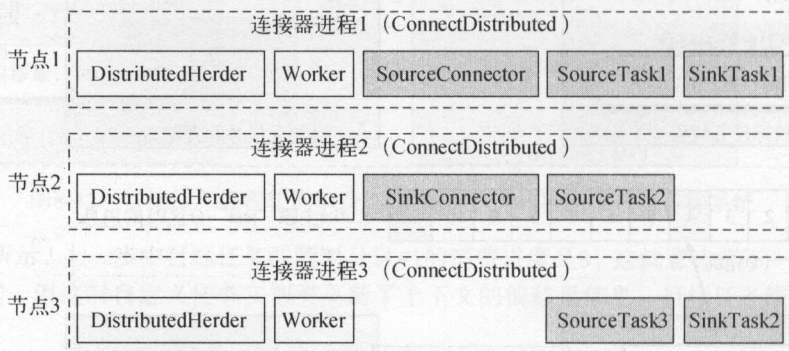 连接器进程1（ConnectDistributed）
节点1 DistributedHerder Worker SourceConnector SourceTask1 SinkTask1
连接器进程2（ConnectDistributed）
节点2 DistributedHerder Worker SinkConnector SourceTask2
连接器进程3（ConnectDistributed）
节点3 DistributedHerder Worker SourceTask3 SinkTask2